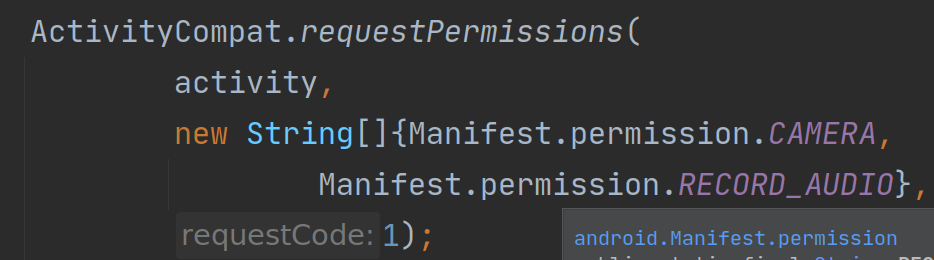 ActivityCompat.requestPermissions(
activity,
new String[]{Manifest.permission.CAMERA,
Manifest.permission.RECORD_AUDIO},
requestCode: 1);
android.Manifest.permission